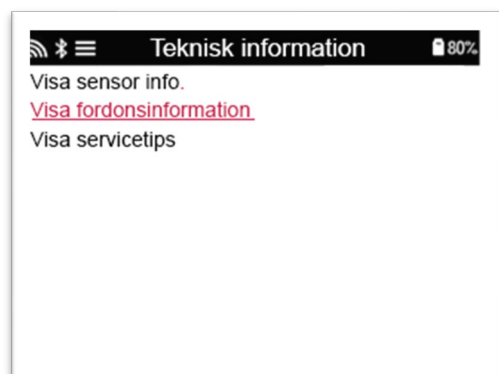 Teknisk information 80%
Visa sensor info.
Visa fordonsinformation
Visa servicetips